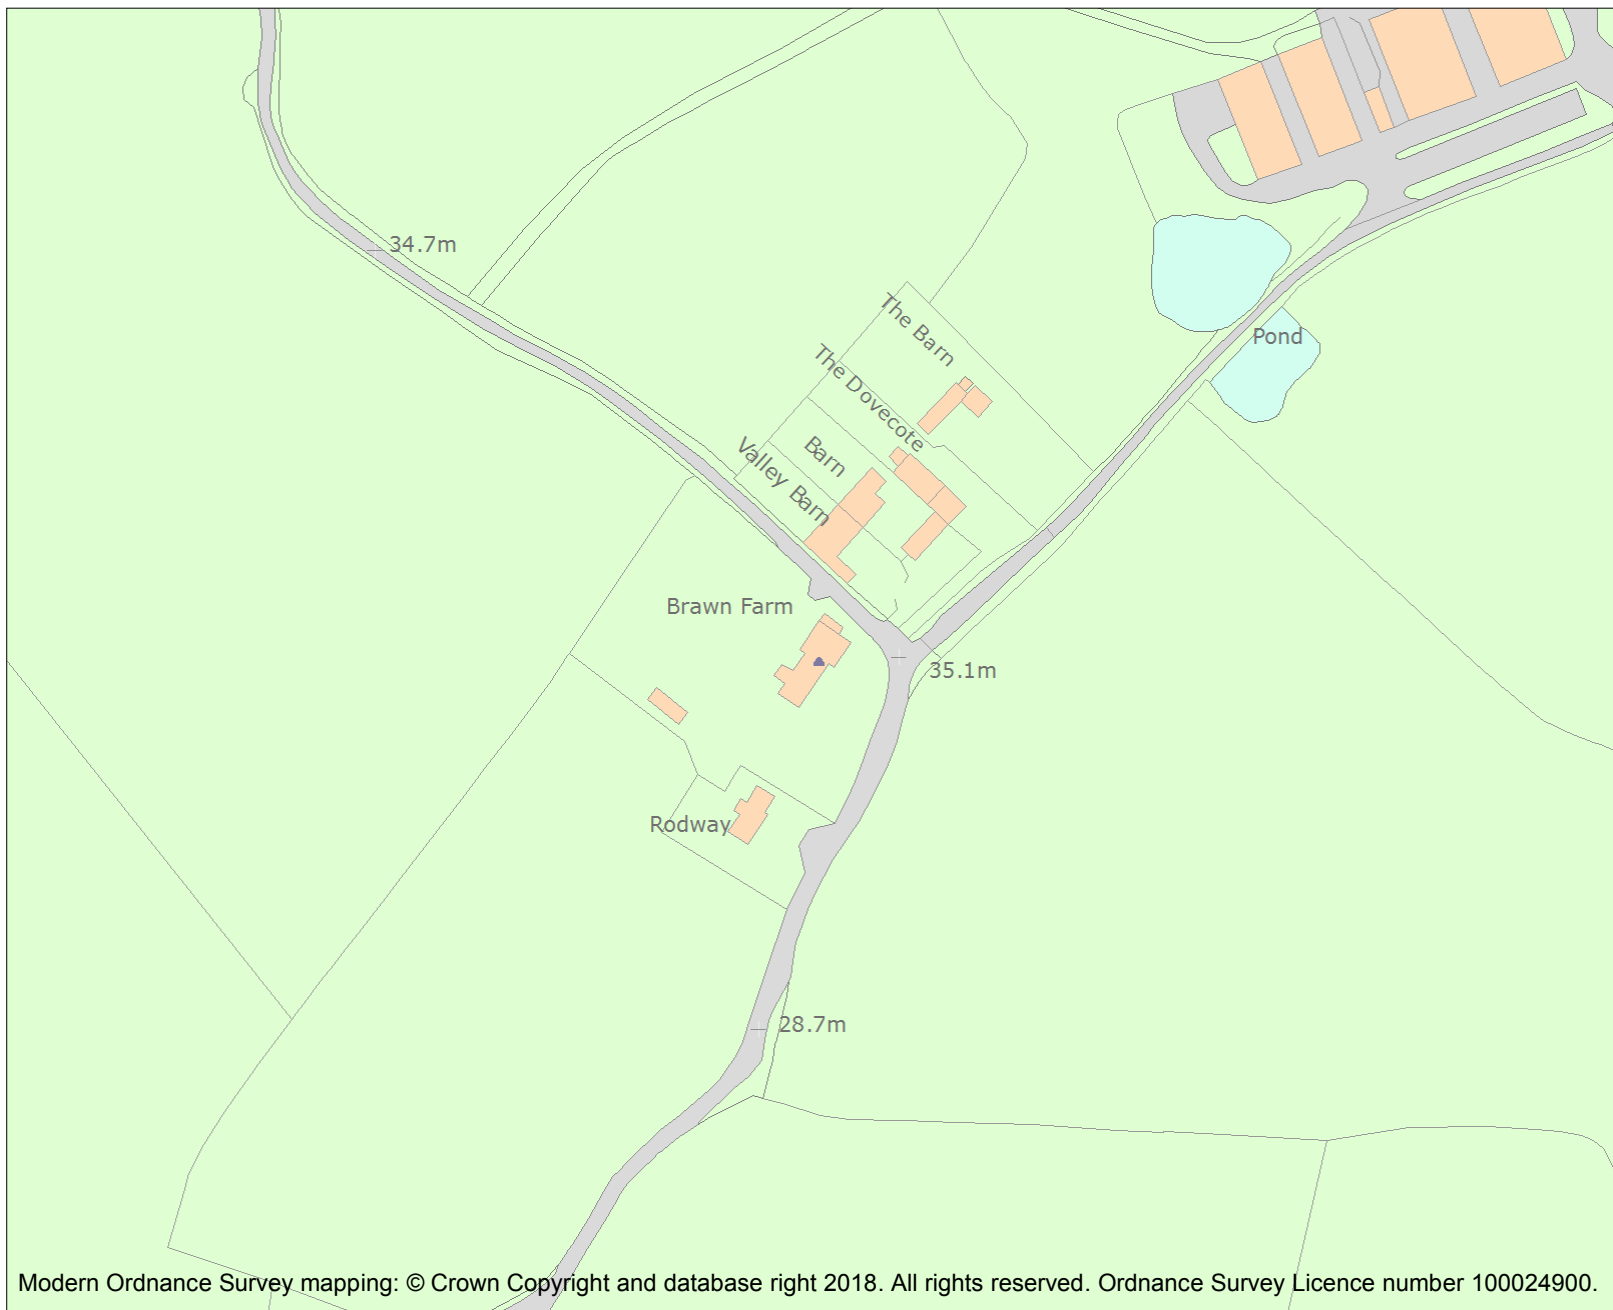 34.7m
The Barn
Pond
The Dovecote
Barn
Valley Barn
Brawn Farm
35.1m
Rodway
28.7m
Modern Ordnance Survey mapping: © Crown Copyright and database right 2018. All rights reserved. Ordnance Survey Licence number 100024900.